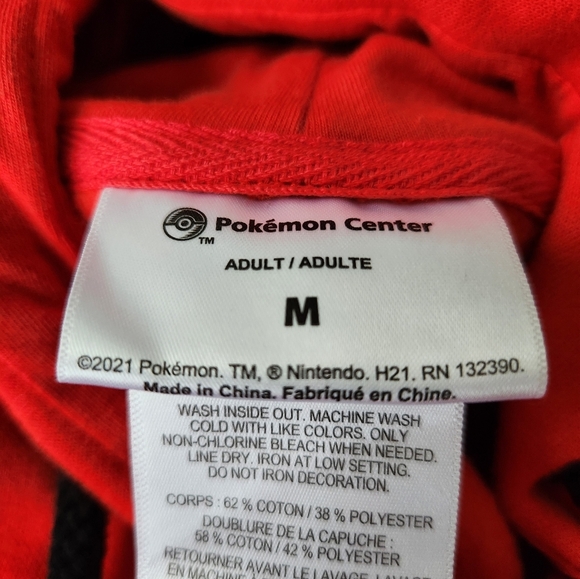 Pokémon Center
TM
ADULT / ADULTE
M
©2021 Pokémon. TM, ® Nintendo. H21. RN 132390.
Made in China. Fabriqué en Chine.
WASH INSIDE OUT. MACHINE WASH
COLD WITH LIKE COLORS. ONLY
NON-CHLORINE BLEACH WHEN NEEDED.
LINE DRY. IRON AT LOW SETTING.
DO NOT IRON DECORATION.
CORPS : 62 % COTON / 38 % POLYESTER
DOUBLURE DE LA CAPUCHE :
58 % COTON / 42 % POLYESTER
RETOURNER AVANT LE LAVAGE. LAVAGE
EN MACHINE